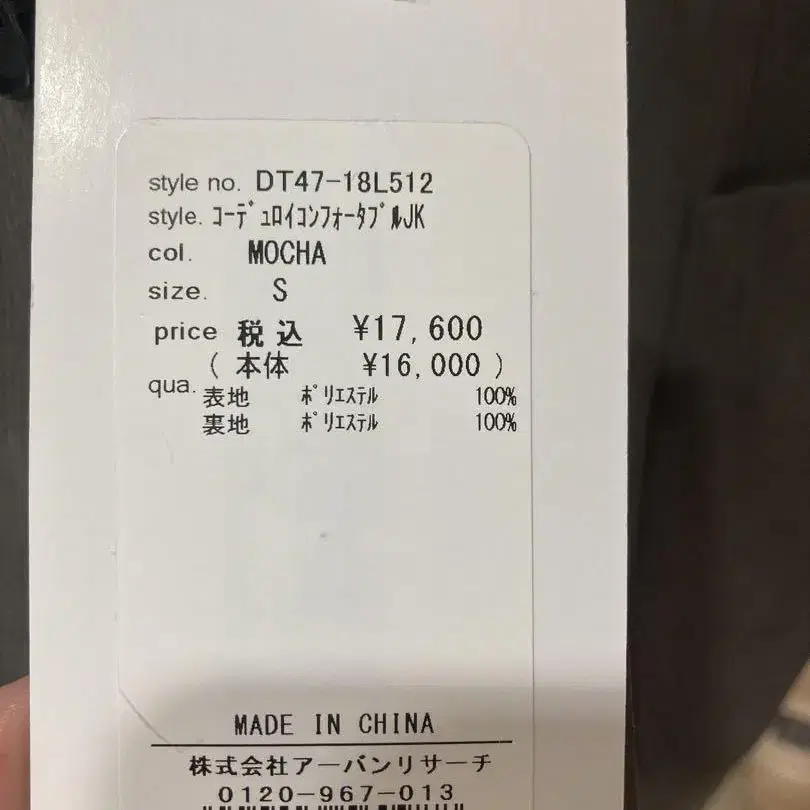 style no. DT47-18L512
style. ｺｰﾃﾞｭﾛｲｺﾝﾌｫｰﾀﾌﾞﾙJK
col. MOCHA
size. S
price 税込 ¥17,600
( 本体 ¥16,000 )
qua. 表地 ﾎﾟﾘｴｽﾃﾙ 100%
裏地 ﾎﾟﾘｴｽﾃﾙ 100%
MADE IN CHINA
株式会社アーバンリサーチ
0120-967-013